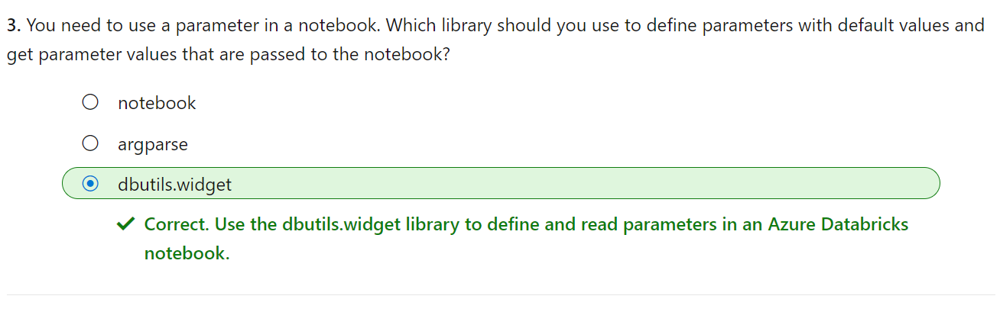 3. You need to use a parameter in a notebook. Which library should you use to define parameters with default values and
get parameter values that are passed to the notebook?
notebook
argparse
dbutils.widget
Correct. Use the dbutils.widget library to define and read parameters in an Azure Databricks
notebook.